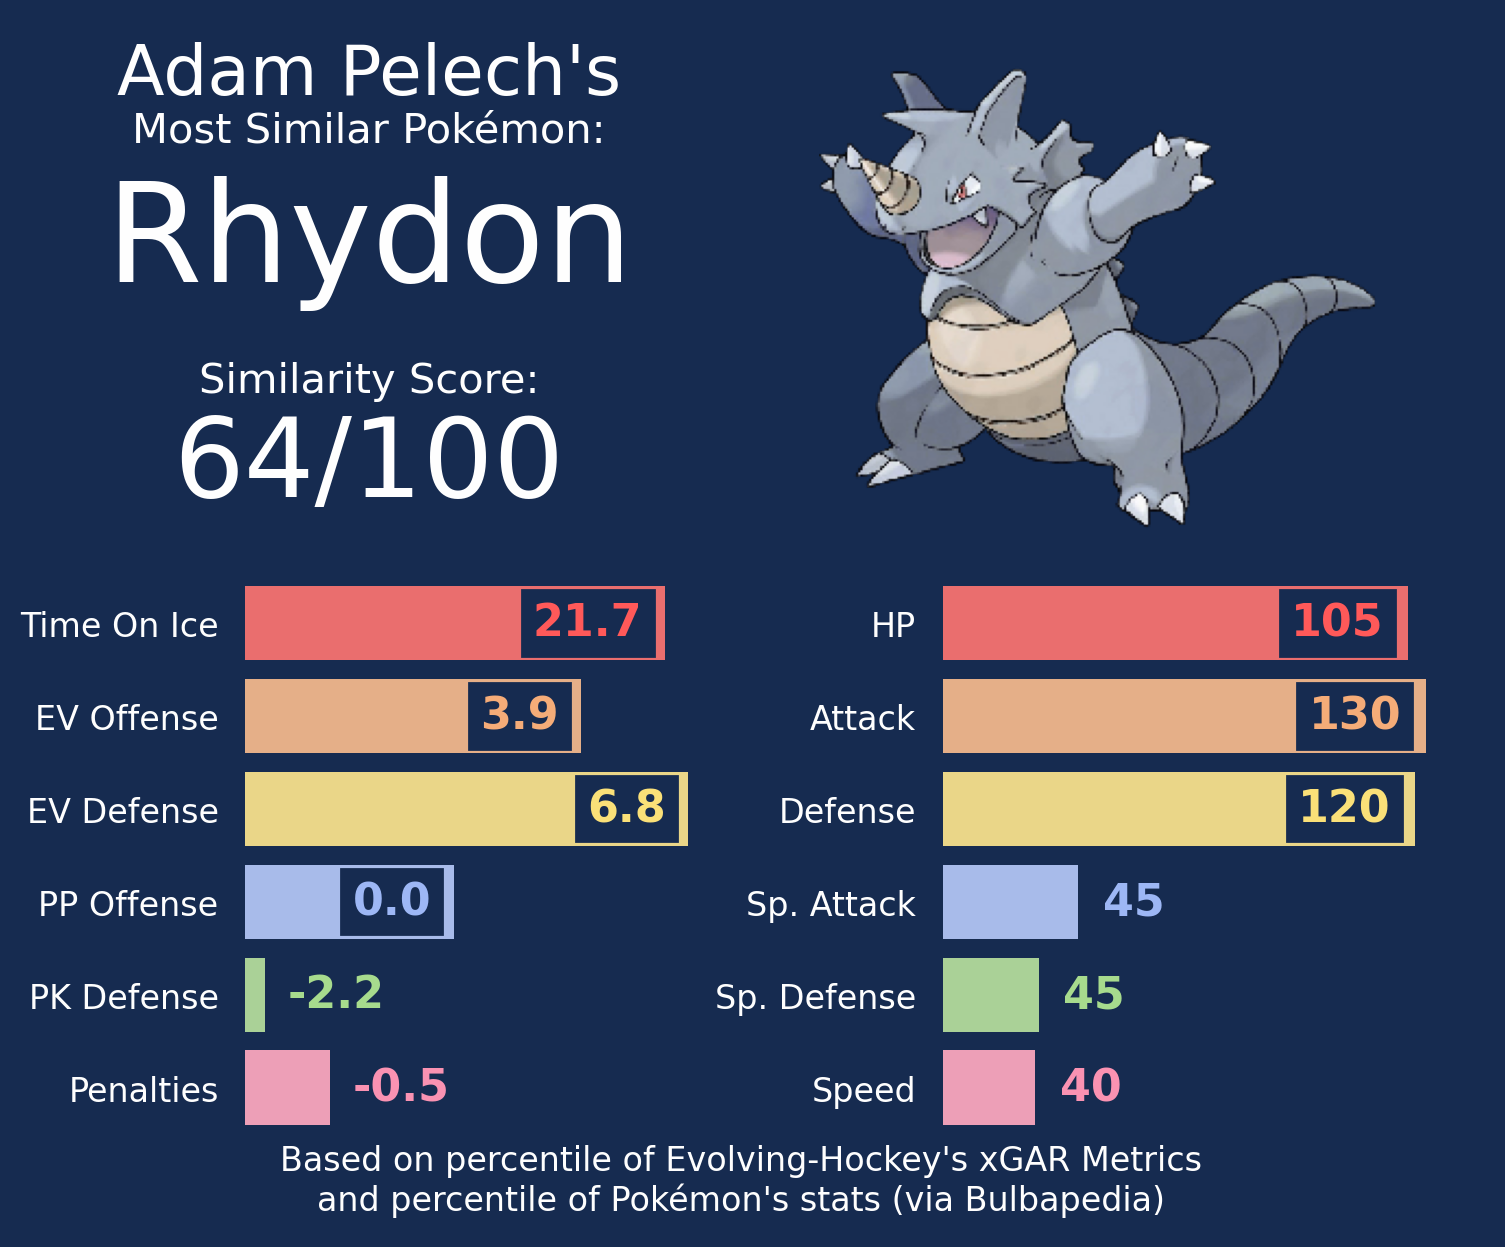 Adam Pelech's
Most Similar Pokémon:
Rhydon
Similarity Score:
64/100
Time On Ice 21.7
EV Offense 3.9
EV Defense 6.8
PP Offense 0.0
PK Defense -2.2
Penalties -0.5
HP 105
Attack 130
Defense 120
Sp. Attack 45
Sp. Defense 45
Speed 40
Based on percentile of Evolving-Hockey's xGAR Metrics
and percentile of Pokémon's stats (via Bulbapedia)